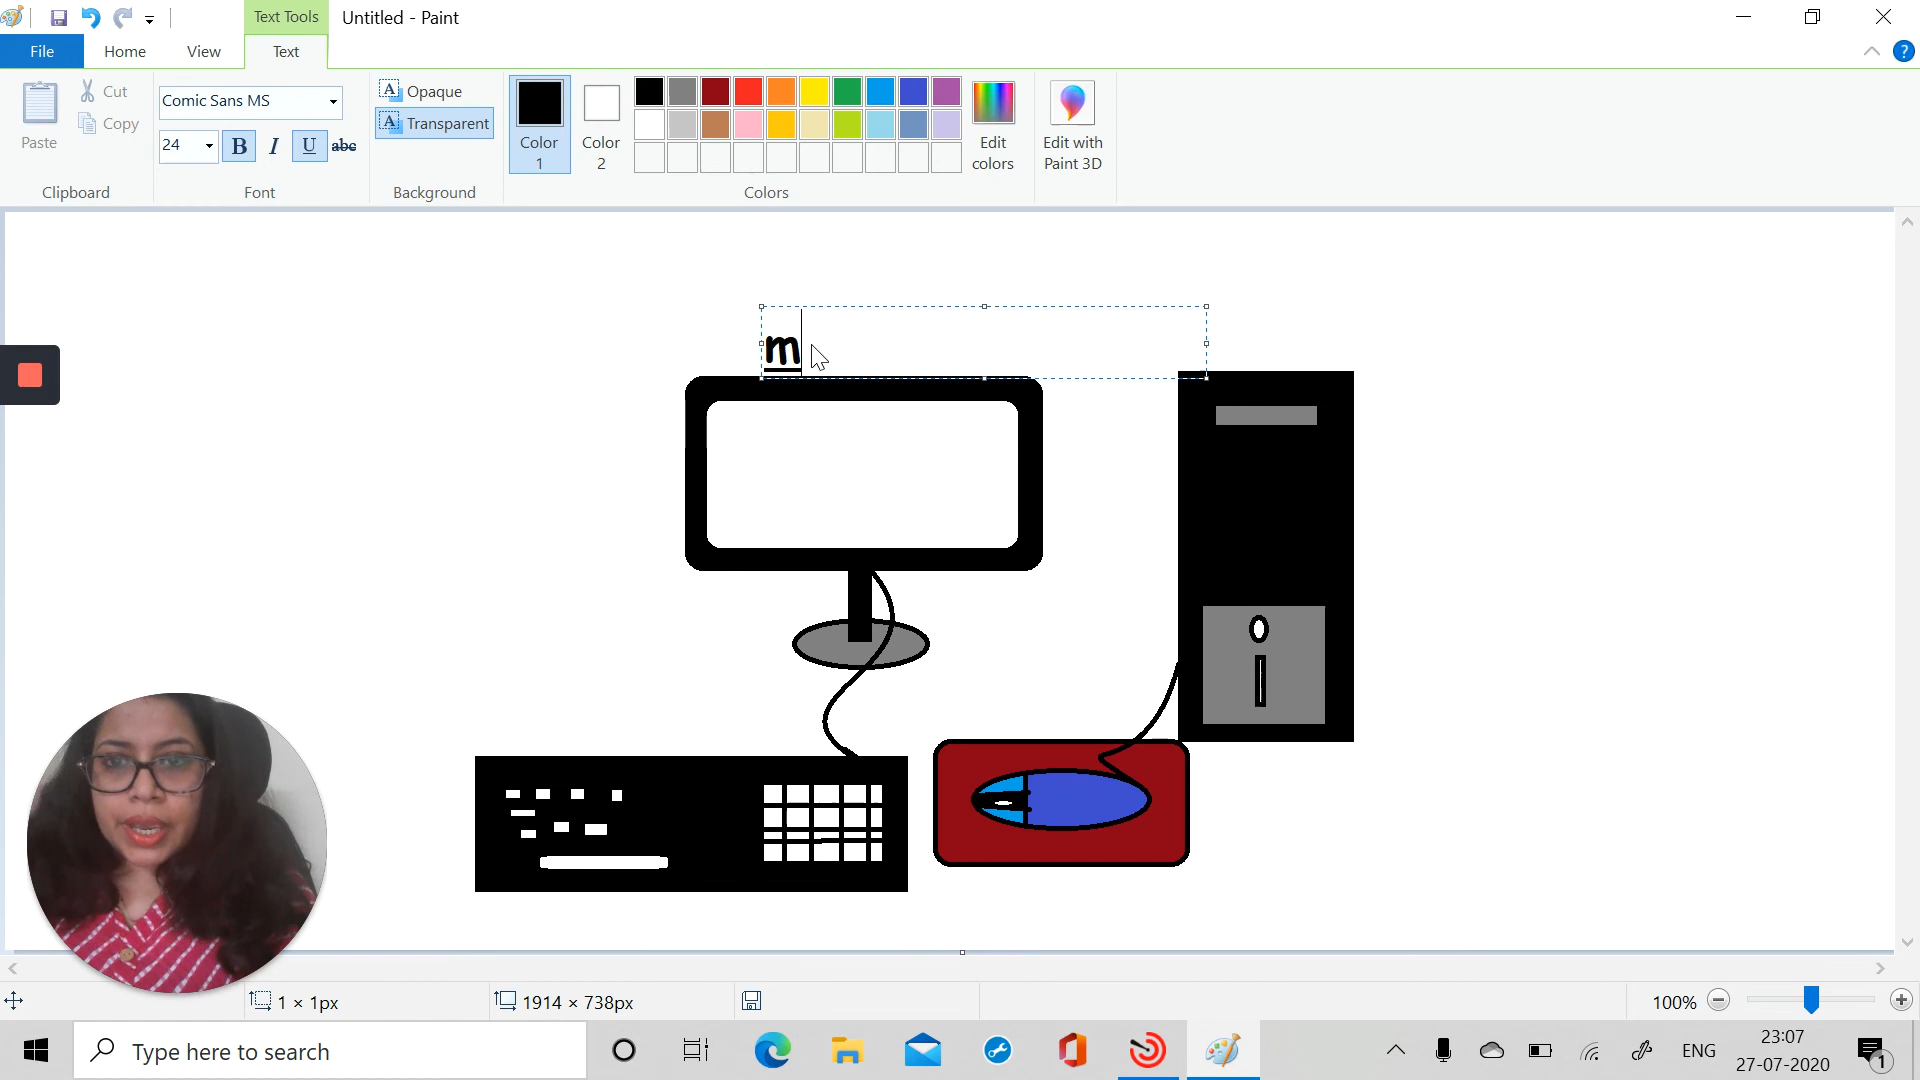 Text Tools
Untitled - Paint
File
Home
View
Text
Paste
Cut
Copy
Clipboard
Comic Sans MS
24
B
I
U
abc
Font
A Opaque
A Transparent
Background
Color 1
Color 2
Edit colors
Colors
Edit with Paint 3D
?
m
1 × 1px
1914 × 738px
100%
Type here to search
ENG
23:07
27-07-2020
1